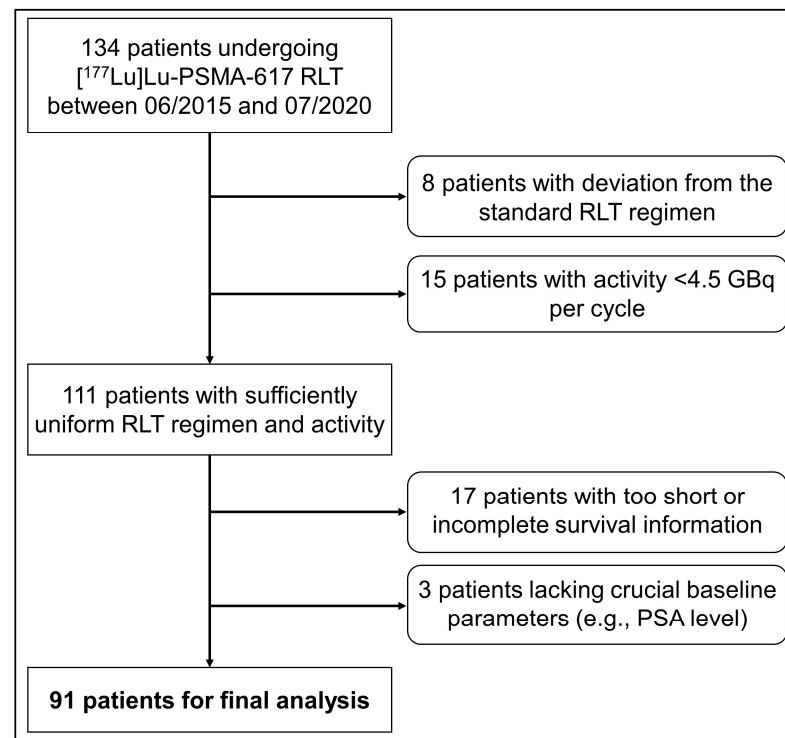 134 patients undergoing
[¹⁷⁷Lu]Lu-PSMA-617 RLT
between 06/2015 and 07/2020
8 patients with deviation from the
standard RLT regimen
15 patients with activity <4.5 GBq
per cycle
111 patients with sufficiently
uniform RLT regimen and activity
17 patients with too short or
incomplete survival information
3 patients lacking crucial baseline
parameters (e.g., PSA level)
91 patients for final analysis